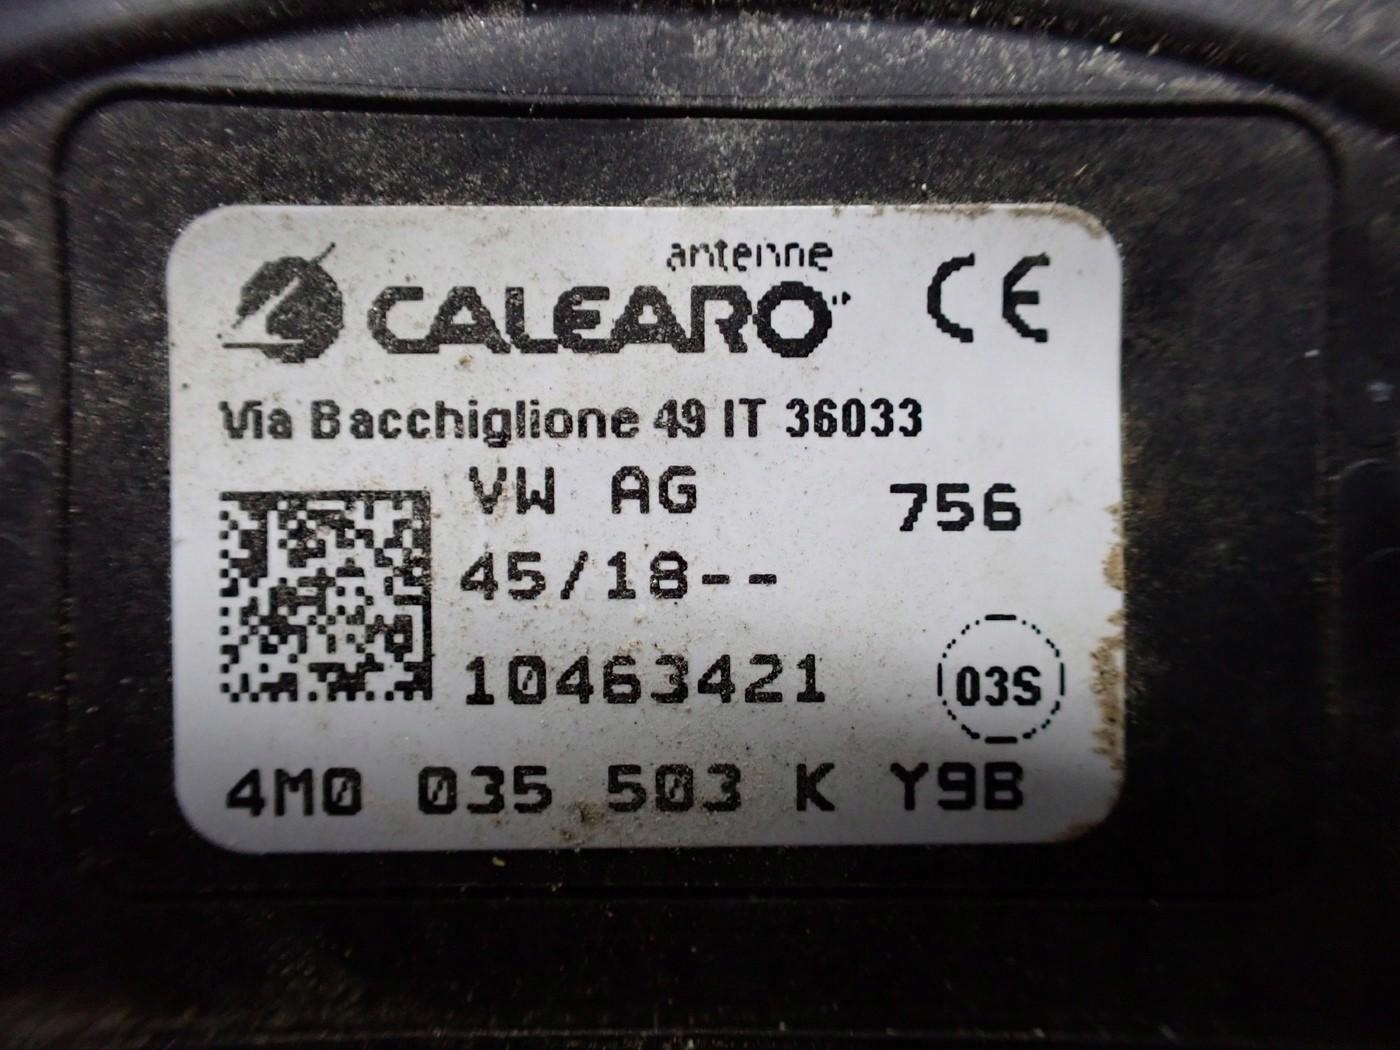 antenne
CALEARO CE
Via Bacchiglione 49 IT 36033
VW AG 756
45/18--
10463421
03S
4M0 035 503 K Y9B